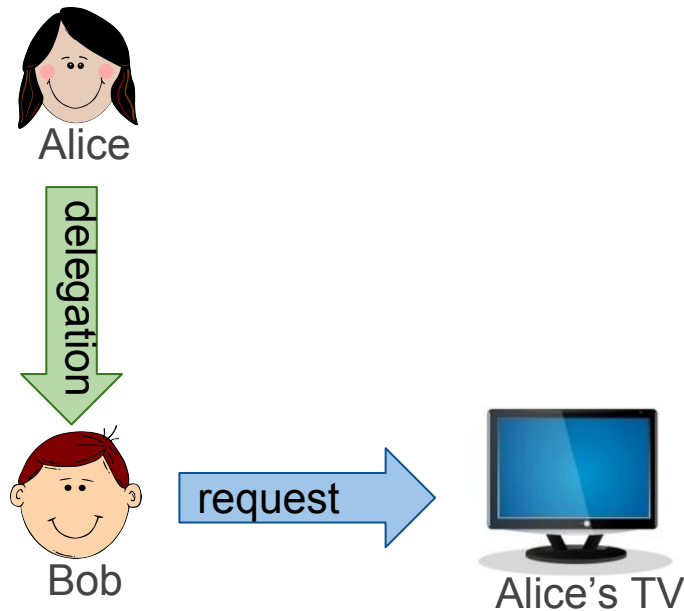 Alice
delegation
Bob
request
Alice’s TV